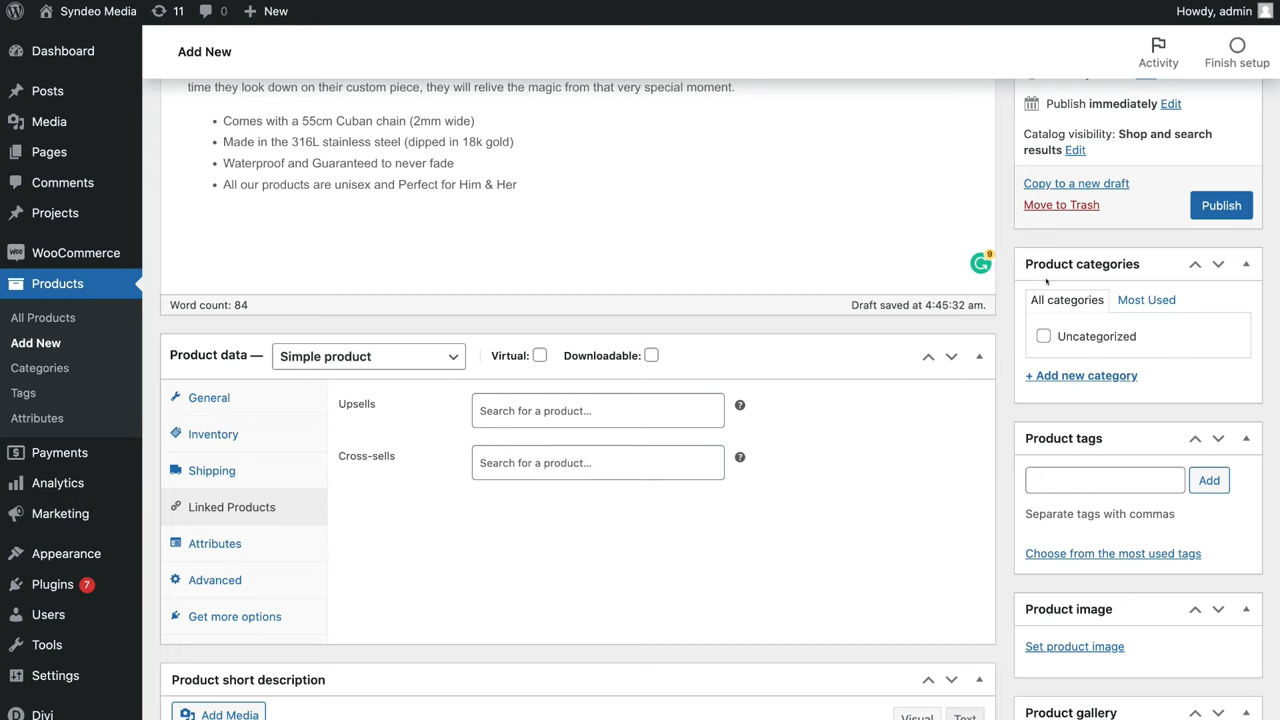 Syndeo Media 11 0 New Howdy, admin
Add New
Activity
Finish setup
Dashboard
Posts
Media
Pages
Comments
Projects
WooCommerce
Products
All Products
Add New
Categories
Tags
Attributes
Payments
Analytics
Marketing
Appearance
Plugins 7
Users
Tools
Settings
Divi
time they look down on their custom piece, they will relive the magic from that very special moment.
• Comes with a 55cm Cuban chain (2mm wide)
• Made in the 316L stainless steel (dipped in 18k gold)
• Waterproof and Guaranteed to never fade
• All our products are unisex and Perfect for Him & Her
9
Word count: 84 Draft saved at 4:45:32 am.
Product data — Simple product Virtual: Downloadable:
General
Inventory
Shipping
Linked Products
Attributes
Advanced
Get more options
Upsells Search for a product…
Cross-sells Search for a product…
Product short description
Add Media
Visual Text
Publish immediately Edit
Catalog visibility: Shop and search
results Edit
Copy to a new draft
Move to Trash
Publish
Product categories
All categories Most Used
Uncategorized
+ Add new category
Product tags
Add
Separate tags with commas
Choose from the most used tags
Product image
Set product image
Product gallery